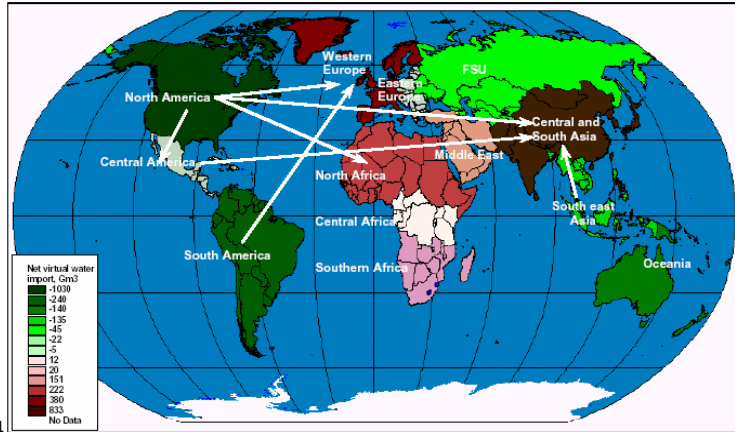 Western
Europe
Eastern
Europ
FSU
North America
Central and
South Asia
Central America
Middle East
North Africa
South east
Asia
Central Africa
South America
Southern Africa
Oceania
Net virtual water
import, Gm3
-1030
-240
-140
-135
-45
-22
-5
12
20
151
222
380
833
No Data